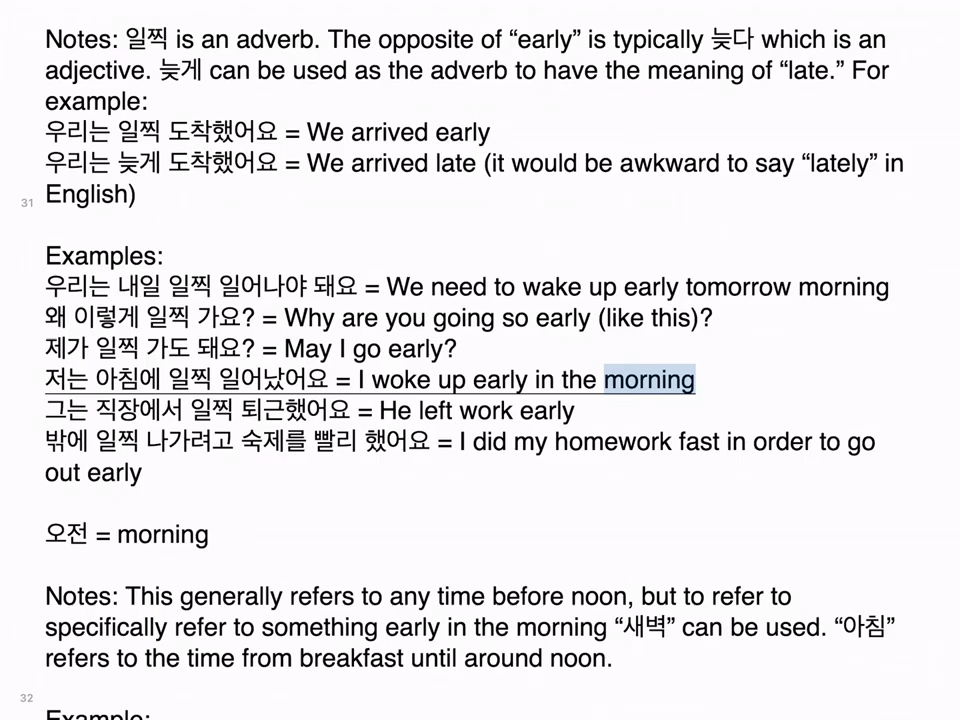 Notes: 일찍 is an adverb. The opposite of “early” is typically 늦다 which is an
adjective. 늦게 can be used as the adverb to have the meaning of “late.” For
example:
우리는 일찍 도착했어요 = We arrived early
우리는 늦게 도착했어요 = We arrived late (it would be awkward to say “lately” in
31 English)
Examples:
우리는 내일 일찍 일어나야 돼요 = We need to wake up early tomorrow morning
왜 이렇게 일찍 가요? = Why are you going so early (like this)?
제가 일찍 가도 돼요? = May I go early?
저는 아침에 일찍 일어났어요 = I woke up early in the morning
그는 직장에서 일찍 퇴근했어요 = He left work early
밖에 일찍 나가려고 숙제를 빨리 했어요 = I did my homework fast in order to go
out early
오전 = morning
Notes: This generally refers to any time before noon, but to refer to
specifically refer to something early in the morning “새벽” can be used. “아침”
refers to the time from breakfast until around noon.
32
Example: